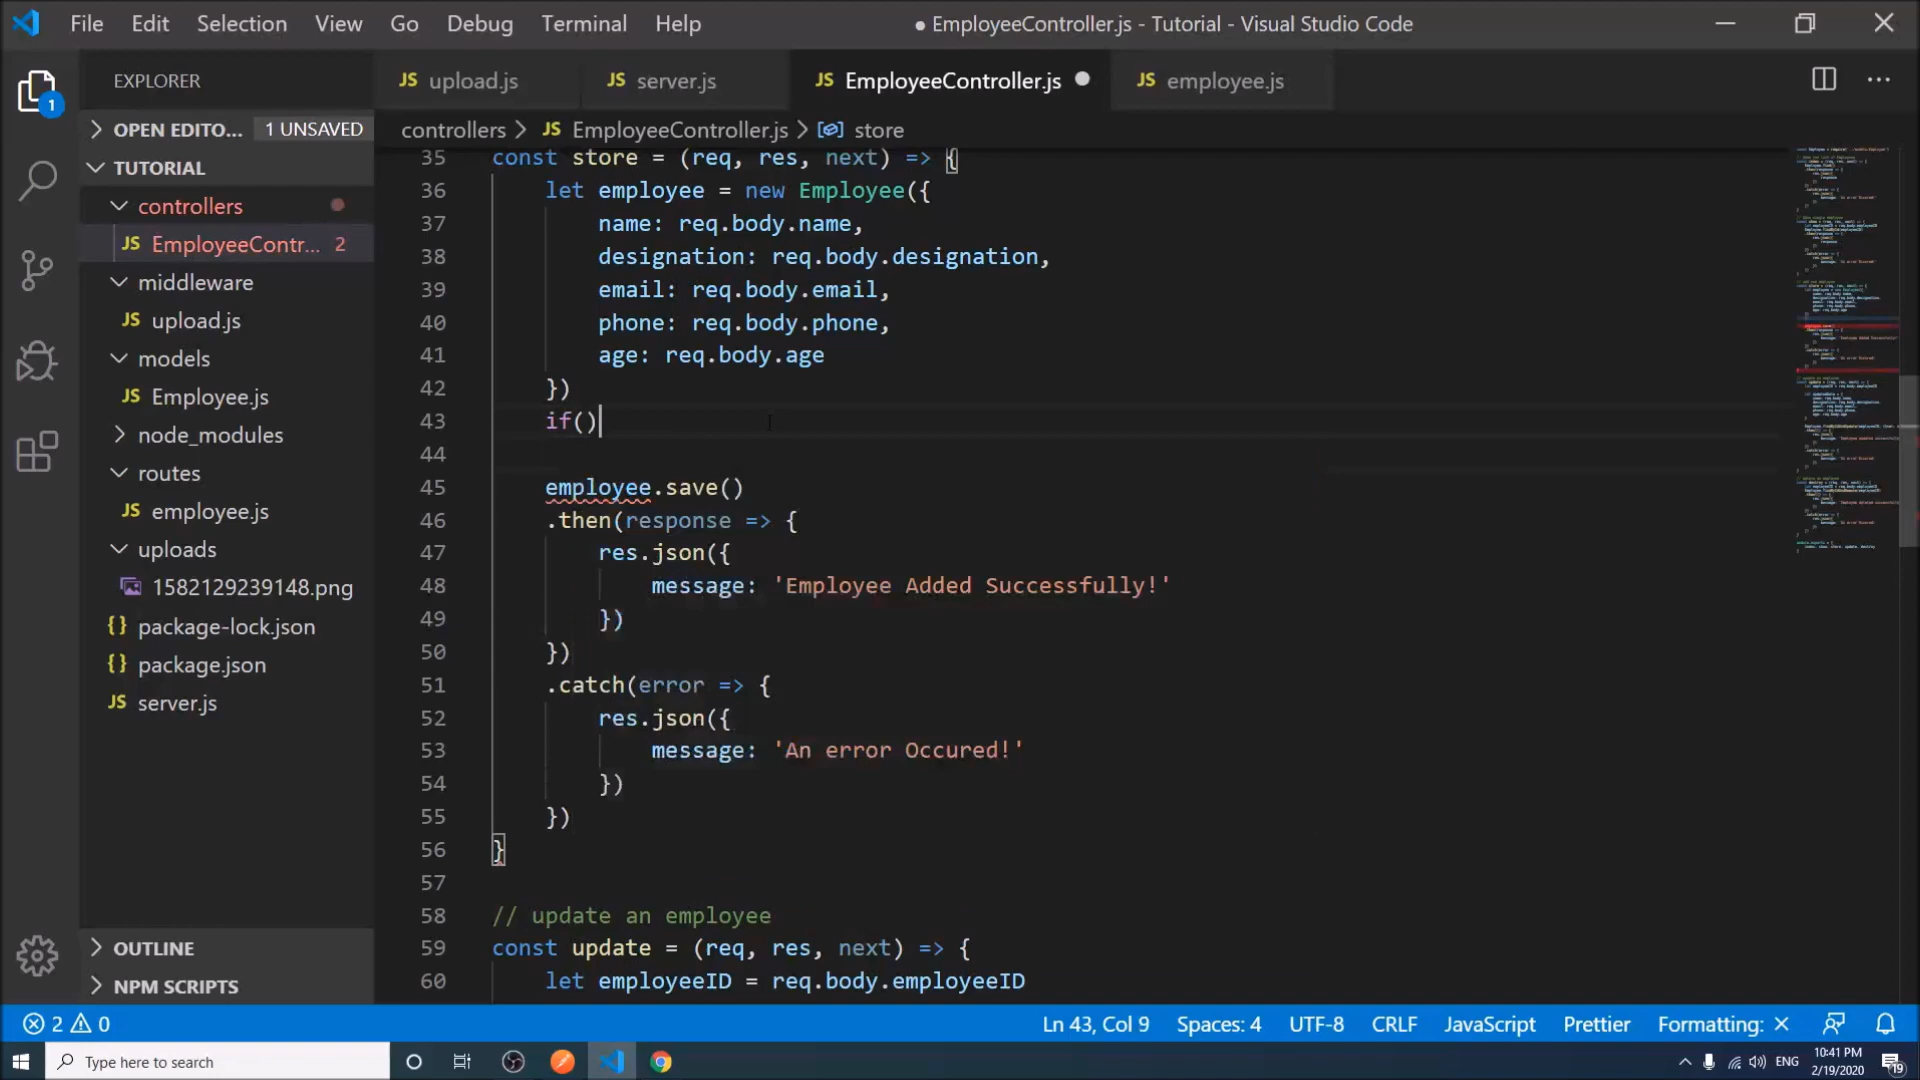 File Edit Selection View Go Debug Terminal Help
● EmployeeController.js - Tutorial - Visual Studio Code
EXPLORER
OPEN EDITO... 1 UNSAVED
TUTORIAL
controllers
JS EmployeeContr... 2
middleware
JS upload.js
models
JS Employee.js
node_modules
routes
JS employee.js
uploads
1582129239148.png
{} package-lock.json
{} package.json
JS server.js
OUTLINE
NPM SCRIPTS
1
JS upload.js JS server.js JS EmployeeController.js ● JS employee.js
controllers > JS EmployeeController.js > store
35 const store = (req, res, next) => {
36 let employee = new Employee({
37 name: req.body.name,
38 designation: req.body.designation,
39 email: req.body.email,
40 phone: req.body.phone,
41 age: req.body.age
42 })
43 if()
44
45 employee.save()
46 .then(response => {
47 res.json({
48 message: 'Employee Added Successfully!'
49 })
50 })
51 .catch(error => {
52 res.json({
53 message: 'An error Occured!'
54 })
55 })
56 }
57
58 // update an employee
59 const update = (req, res, next) => {
60 let employeeID = req.body.employeeID
2 0 Ln 43, Col 9 Spaces: 4 UTF-8 CRLF JavaScript Prettier Formatting: ×
Type here to search
ENG
10:41 PM
2/19/2020
19